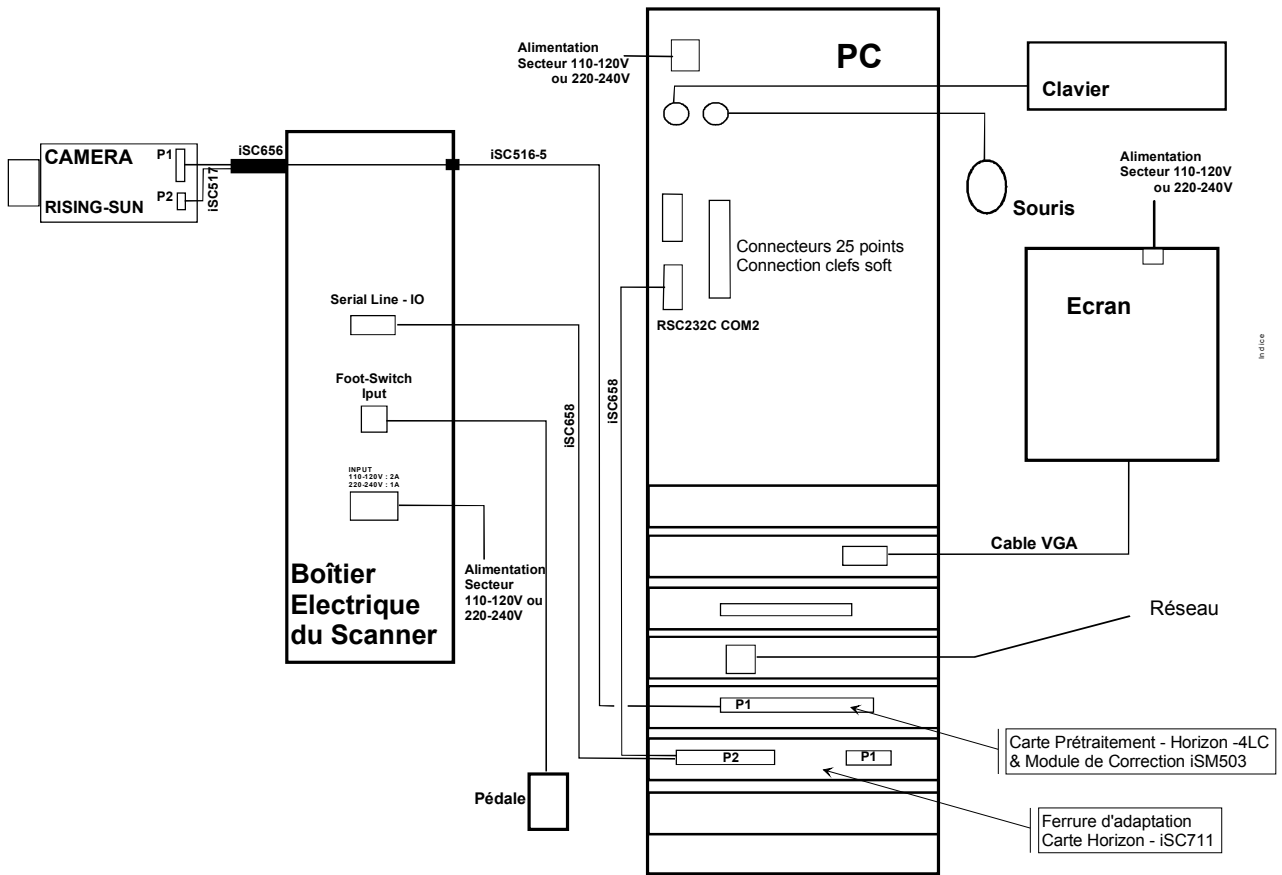 Alimentation
Secteur 110-120V
ou 220-240V
PC
Clavier
CAMERA
P1
P2
RISING-SUN
iSC656
iSC517
iSC516-5
Alimentation
Secteur 110-120V
ou 220-240V
Souris
Connecteurs 25 points
Connection clefs soft
Ecran
Serial Line - IO
RSC232C COM2
Indice
Foot-Switch
Iput
iSC658
iSC658
INPUT
110-120V : 2A
220-240V : 1A
Cable VGA
Boîtier
Electrique
du Scanner
Alimentation
Secteur
110-120V ou
220-240V
Réseau
P1
Carte Prétraitement - Horizon -4LC
& Module de Correction iSM503
P2
P1
Pédale
Ferrure d'adaptation
Carte Horizon - iSC711